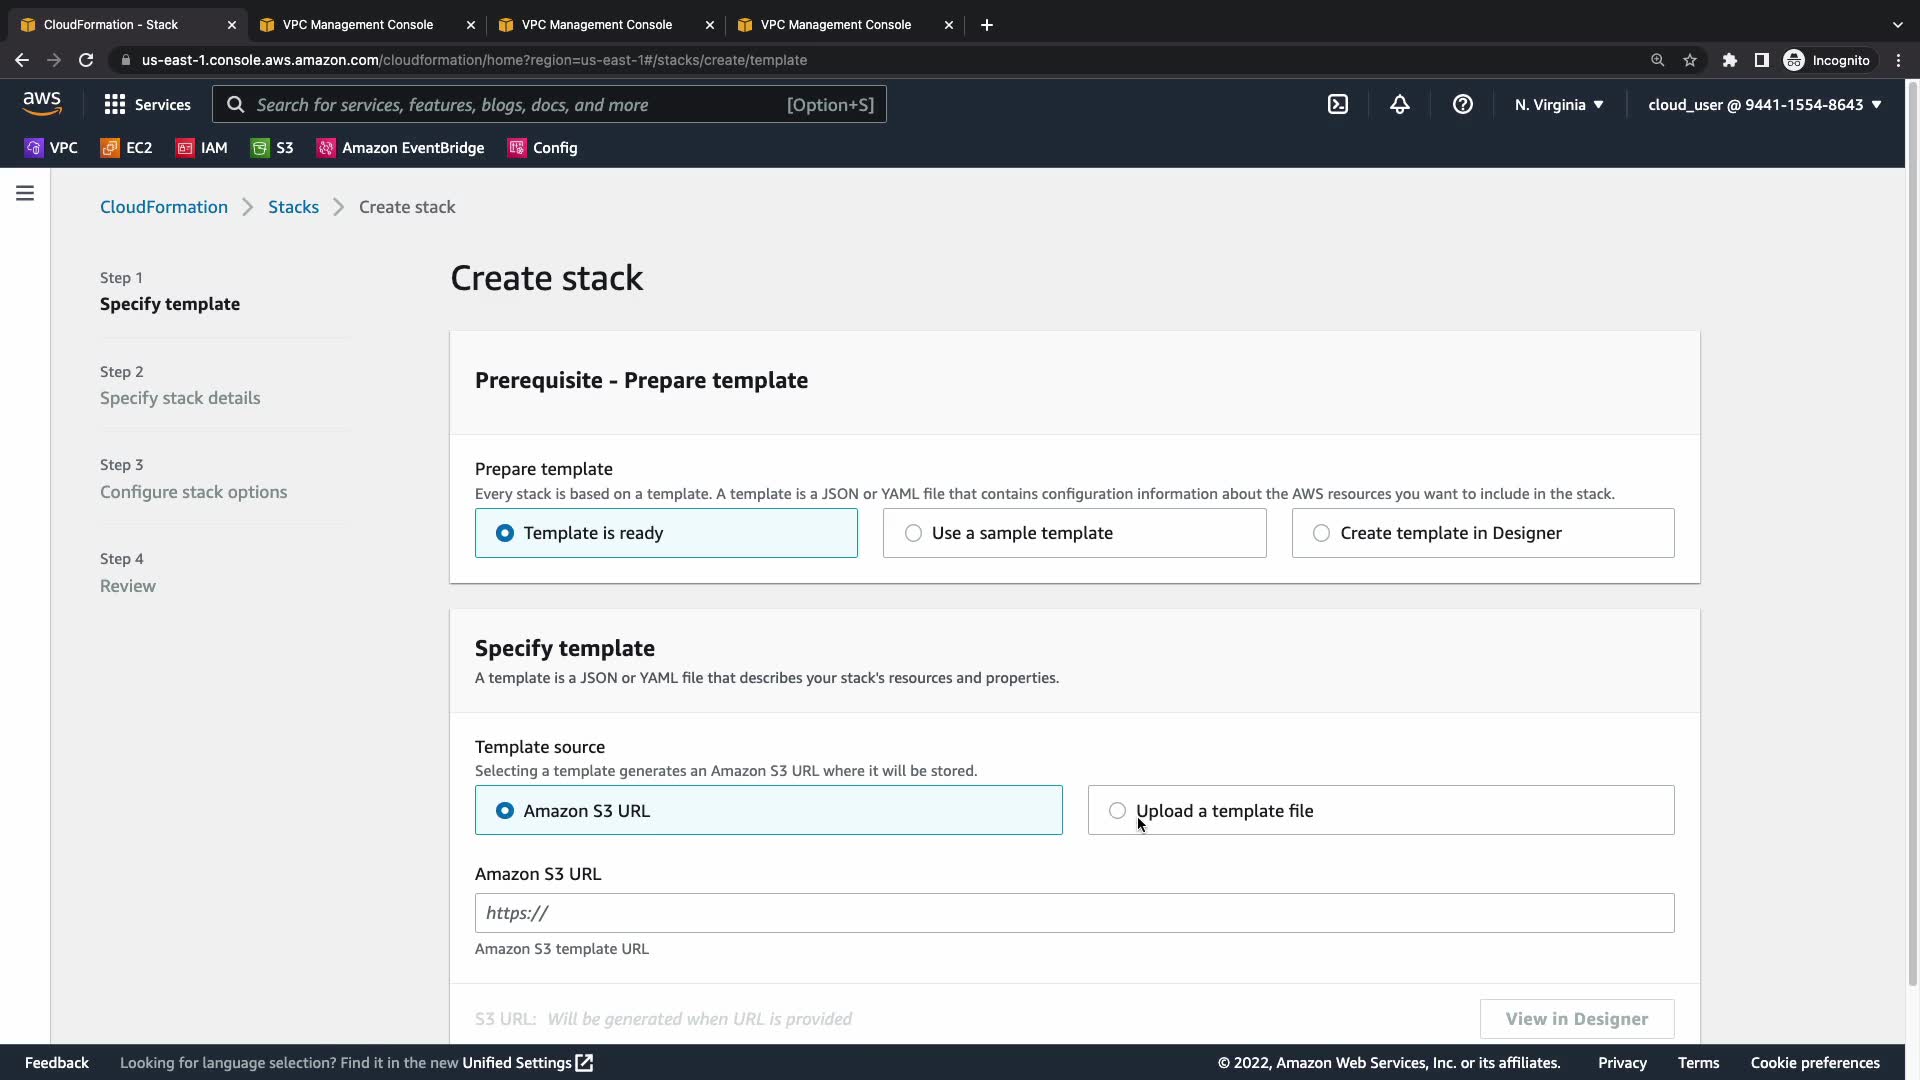 CloudFormation - Stack
VPC Management Console
VPC Management Console
VPC Management Console
us-east-1.console.aws.amazon.com/cloudformation/home?region=us-east-1#/stacks/create/template
Incognito
aws
Services
Search for services, features, blogs, docs, and more
[Option+S]
N. Virginia
cloud_user @ 9441-1554-8643
VPC
EC2
IAM
S3
Amazon EventBridge
Config
CloudFormation
Stacks
Create stack
Step 1
Specify template
Step 2
Specify stack details
Step 3
Configure stack options
Step 4
Review
Create stack
Prerequisite - Prepare template
Prepare template
Every stack is based on a template. A template is a JSON or YAML file that contains configuration information about the AWS resources you want to include in the stack.
Template is ready
Use a sample template
Create template in Designer
Specify template
A template is a JSON or YAML file that describes your stack's resources and properties.
Template source
Selecting a template generates an Amazon S3 URL where it will be stored.
Amazon S3 URL
Upload a template file
Amazon S3 URL
https://
Amazon S3 template URL
S3 URL: Will be generated when URL is provided
View in Designer
Feedback
Looking for language selection? Find it in the new Unified Settings
© 2022, Amazon Web Services, Inc. or its affiliates.
Privacy
Terms
Cookie preferences